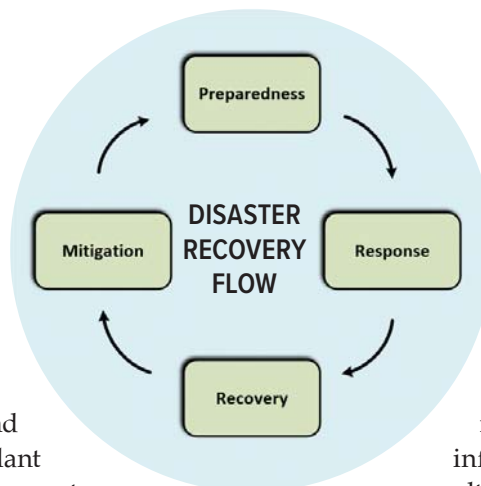 Preparedness
DISASTER
RECOVERY
FLOW
Mitigation
Response
Recovery